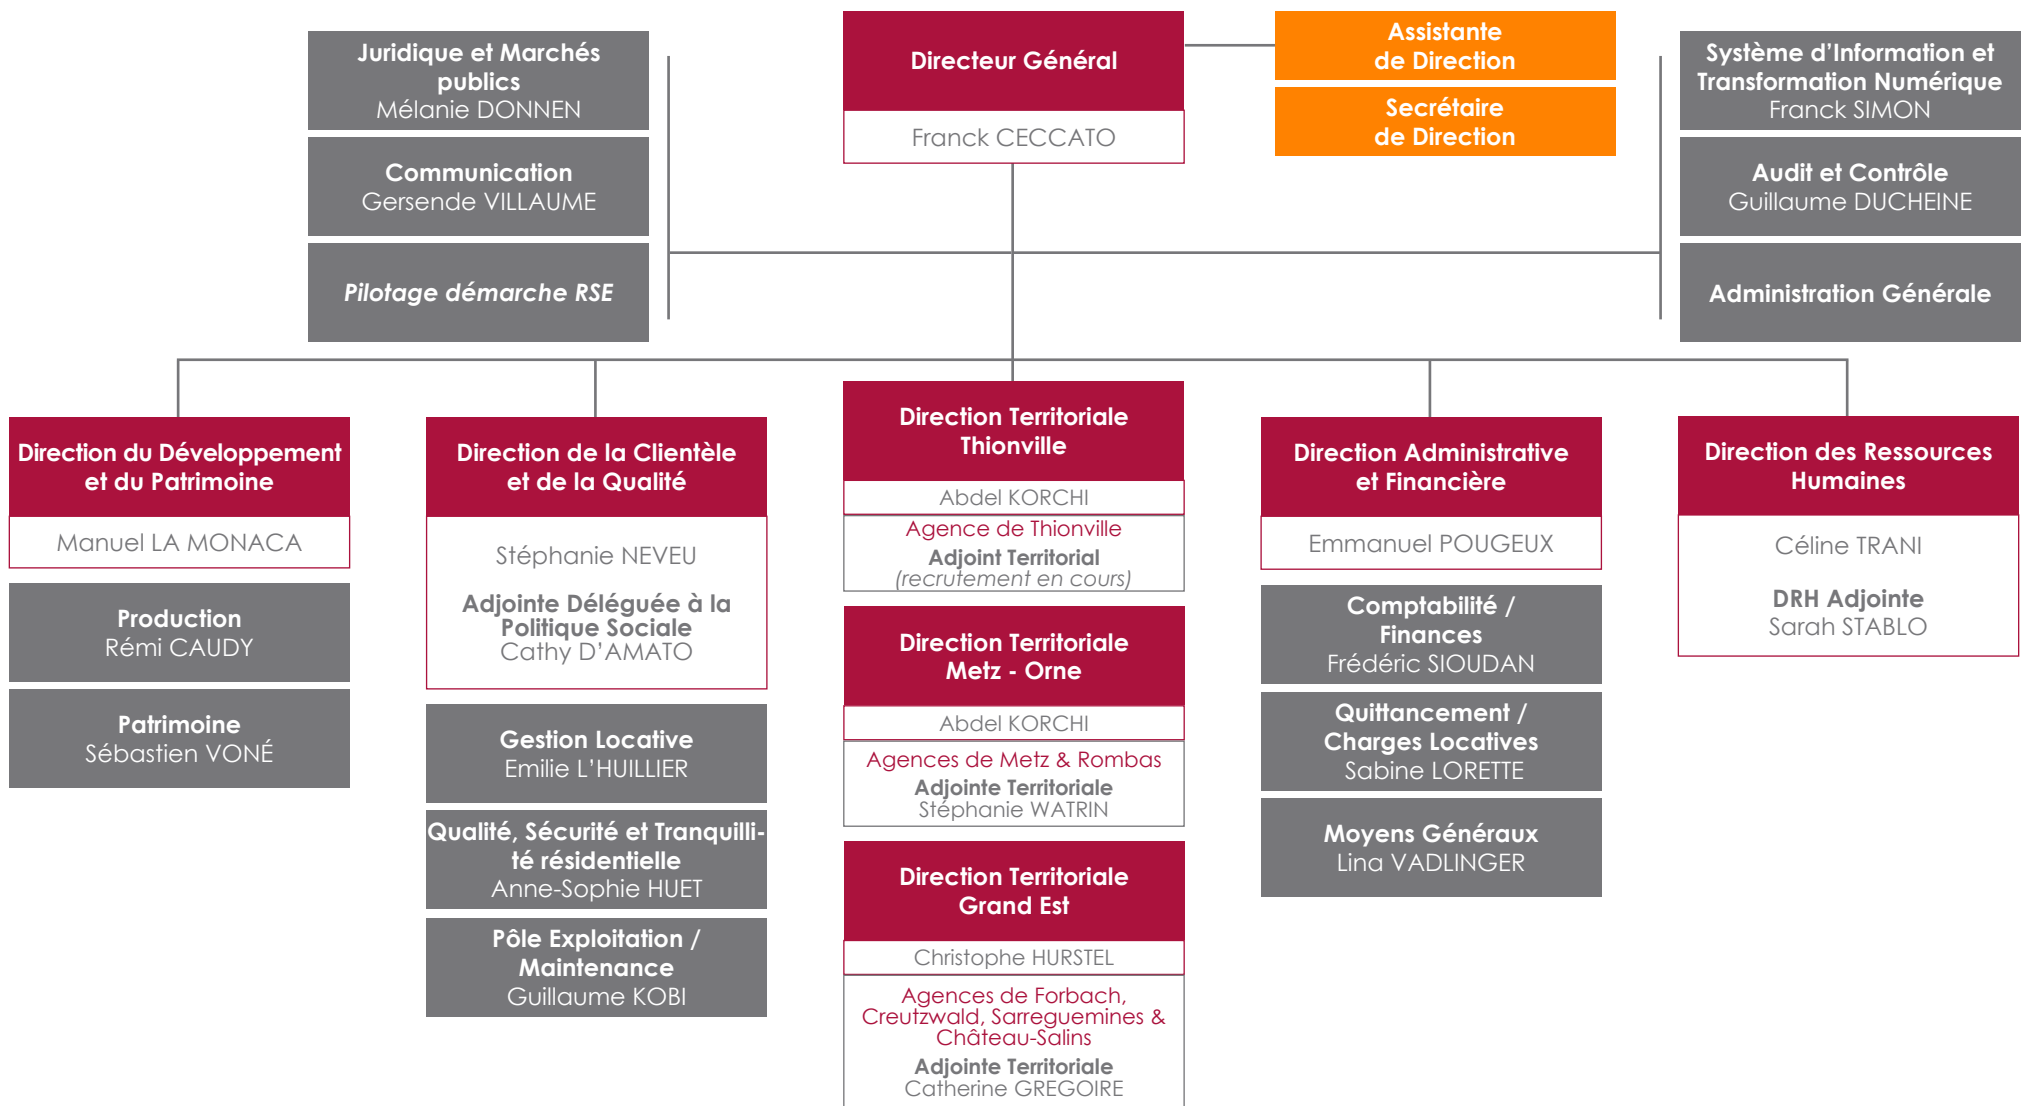 Juridique et Marchés
publics
Mélanie DONNEN
Communication
Gersende VILLAUME
Pilotage démarche RSE
Directeur Général
Franck CECCATO
Assistante
de Direction
Secrétaire
de Direction
Système d’Information et
Transformation Numérique
Franck SIMON
Audit et Contrôle
Guillaume DUCHEINE
Administration Générale
Direction du Développement
et du Patrimoine
Manuel LA MONACA
Production
Rémi CAUDY
Patrimoine
Sébastien VONÉ
Direction de la Clientèle
et de la Qualité
Stéphanie NEVEU
Adjointe Déléguée à la
Politique Sociale
Cathy D’AMATO
Gestion Locative
Emilie L’HUILLIER
Qualité, Sécurité et Tranquilli-
té résidentielle
Anne-Sophie HUET
Pôle Exploitation /
Maintenance
Guillaume KOBI
Direction Territoriale
Thionville
Abdel KORCHI
Agence de Thionville
Adjoint Territorial
(recrutement en cours)
Direction Territoriale
Metz - Orne
Abdel KORCHI
Agences de Metz & Rombas
Adjointe Territoriale
Stéphanie WATRIN
Direction Territoriale
Grand Est
Christophe HURSTEL
Agences de Forbach,
Creutzwald, Sarreguemines &
Château-Salins
Adjointe Territoriale
Catherine GREGOIRE
Direction Administrative
et Financière
Emmanuel POUGEUX
Comptabilité /
Finances
Frédéric SIOUDAN
Quittancement /
Charges Locatives
Sabine LORETTE
Moyens Généraux
Lina VADLINGER
Direction des Ressources
Humaines
Céline TRANI
DRH Adjointe
Sarah STABLO